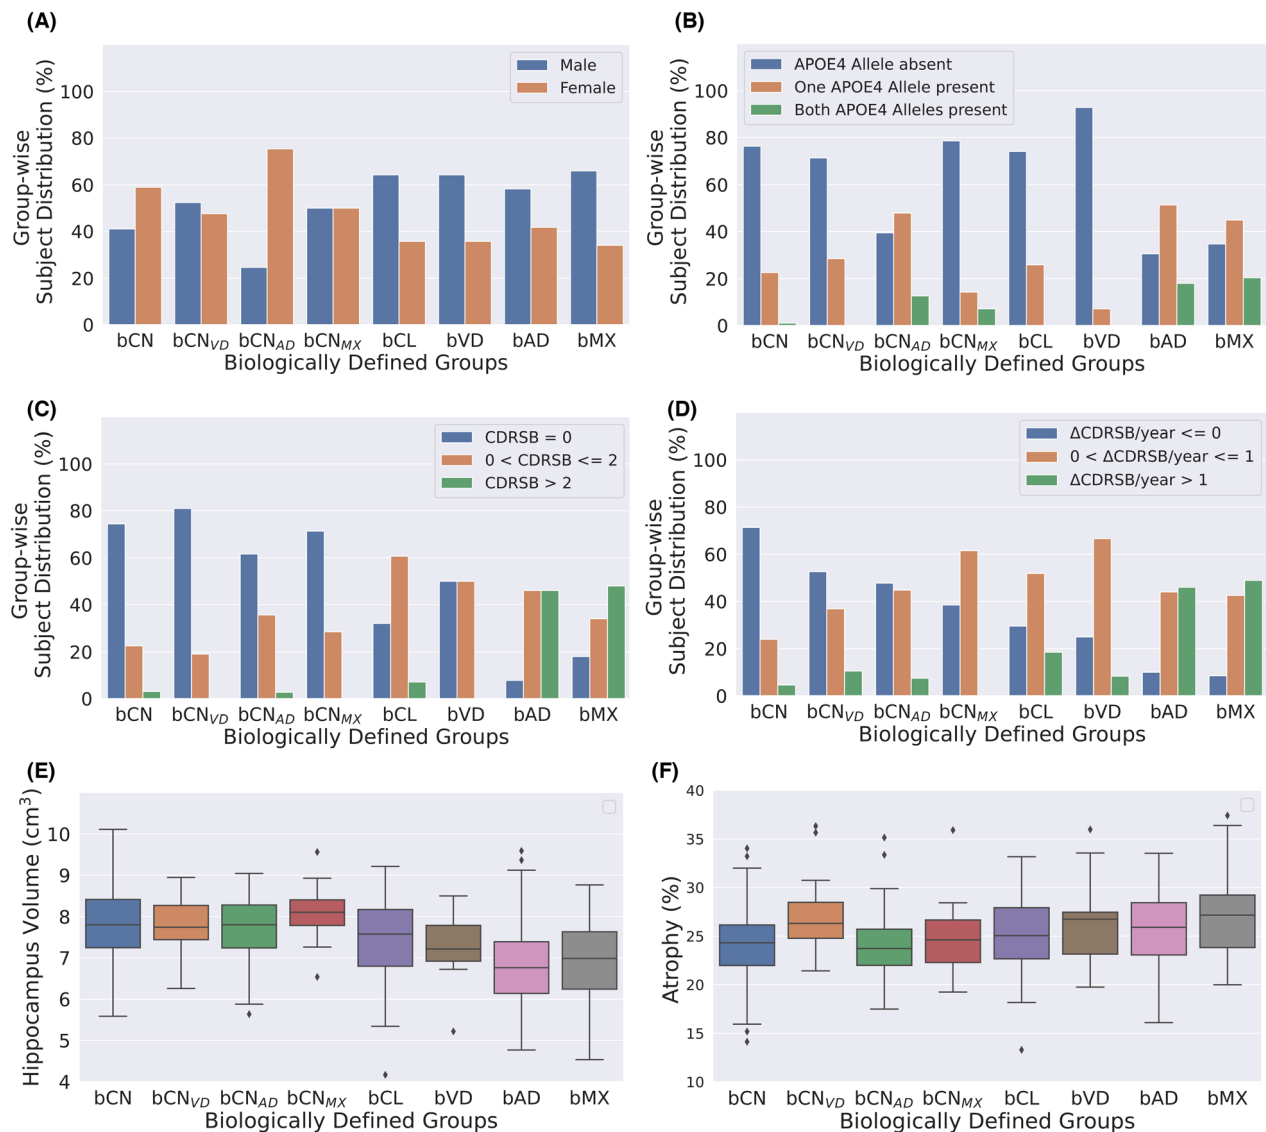 (A)
Group-wise
Subject Distribution (%)
100
80
60
40
20
0
Male
Female
bCN bCN_VD bCN_AD bCN_MX bCL bVD bAD bMX
Biologically Defined Groups
(B)
Group-wise
Subject Distribution (%)
100
80
60
40
20
0
APOE4 Allele absent
One APOE4 Allele present
Both APOE4 Alleles present
bCN bCN_VD bCN_AD bCN_MX bCL bVD bAD bMX
Biologically Defined Groups
(C)
Group-wise
Subject Distribution (%)
100
80
60
40
20
0
CDRSB = 0
0 < CDRSB <= 2
CDRSB > 2
bCN bCN_VD bCN_AD bCN_MX bCL bVD bAD bMX
Biologically Defined Groups
(D)
Group-wise
Subject Distribution (%)
100
80
60
40
20
0
ΔCDRSB/year <= 0
0 < ΔCDRSB/year <= 1
ΔCDRSB/year > 1
bCN bCN_VD bCN_AD bCN_MX bCL bVD bAD bMX
Biologically Defined Groups
(E)
Hippocampus Volume (cm³)
10
9
8
7
6
5
4
bCN bCN_VD bCN_AD bCN_MX bCL bVD bAD bMX
Biologically Defined Groups
(F)
Atrophy (%)
40
35
30
25
20
15
10
bCN bCN_VD bCN_AD bCN_MX bCL bVD bAD bMX
Biologically Defined Groups